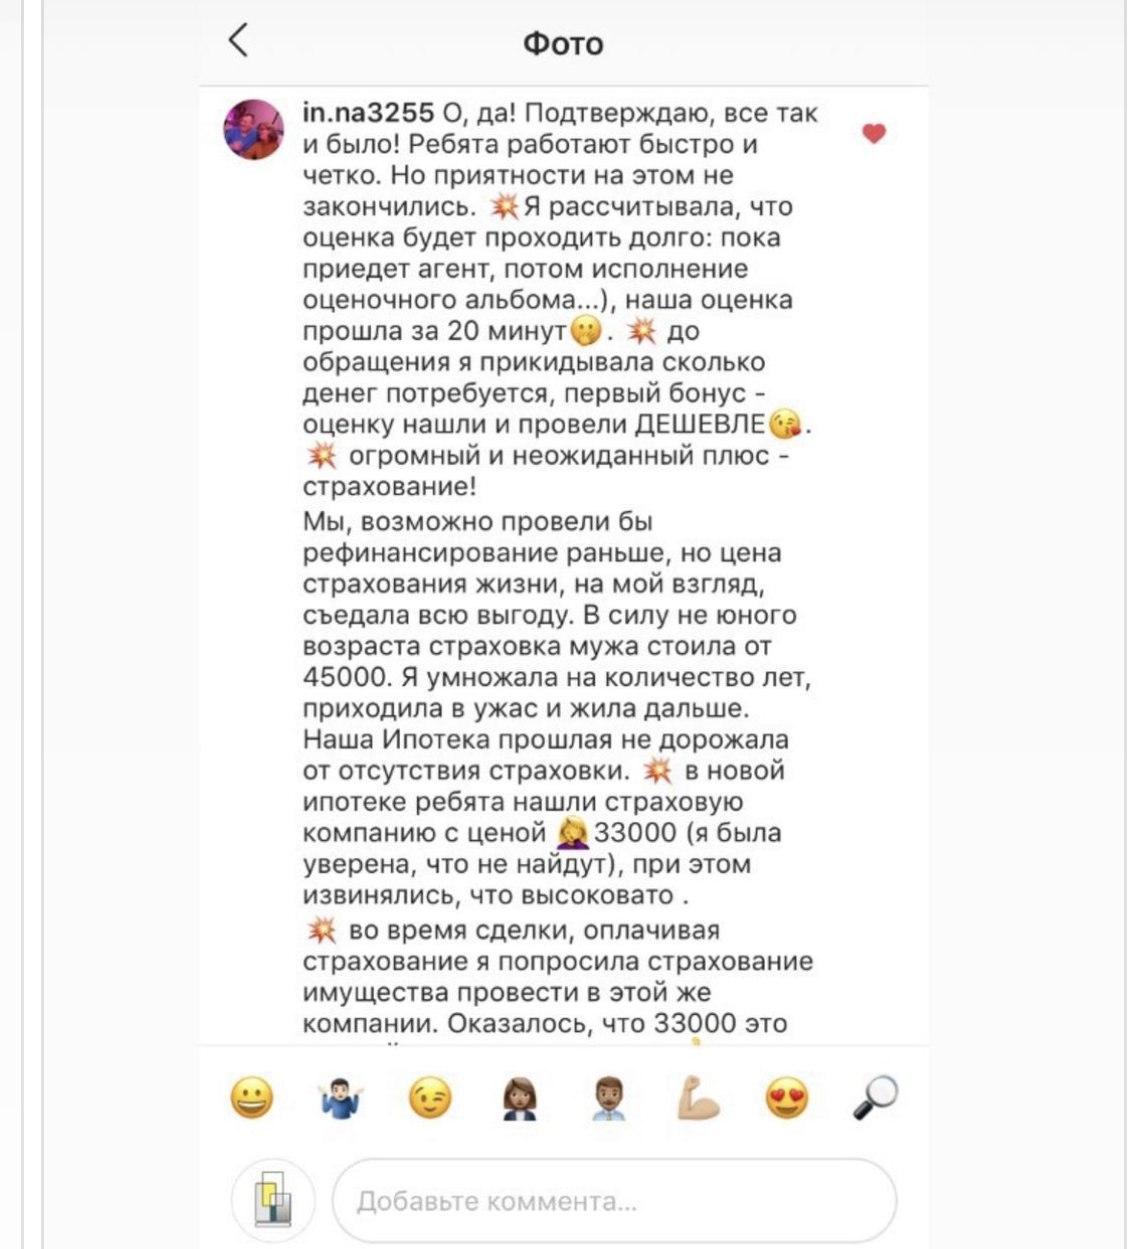 Фото
in.na3255 О, да! Подтверждаю, все так
и было! Ребята работают быстро и
четко. Но приятности на этом не
закончились. 💥Я рассчитывала, что
оценка будет проходить долго: пока
приедет агент, потом исполнение
оценочного альбома...), наша оценка
прошла за 20 минут🤭. 💥 до
обращения я прикидывала сколько
денег потребуется, первый бонус -
оценку нашли и провели ДЕШЕВЛЕ😘.
💥 огромный и неожиданный плюс -
страхование!
Мы, возможно провели бы
рефинансирование раньше, но цена
страхования жизни, на мой взгляд,
съедала всю выгоду. В силу не юного
возраста страховка мужа стоила от
45000. Я умножала на количество лет,
приходила в ужас и жила дальше.
Наша Ипотека прошлая не дорожала
от отсутствия страховки. 💥 в новой
ипотеке ребята нашли страховую
компанию с ценой 🤦‍♀️33000 (я была
уверена, что не найдут), при этом
извинялись, что высоковато .
💥 во время сделки, оплачивая
страхование я попросила страхование
имущества провести в этой же
компании. Оказалось, что 33000 это
Добавьте коммента...